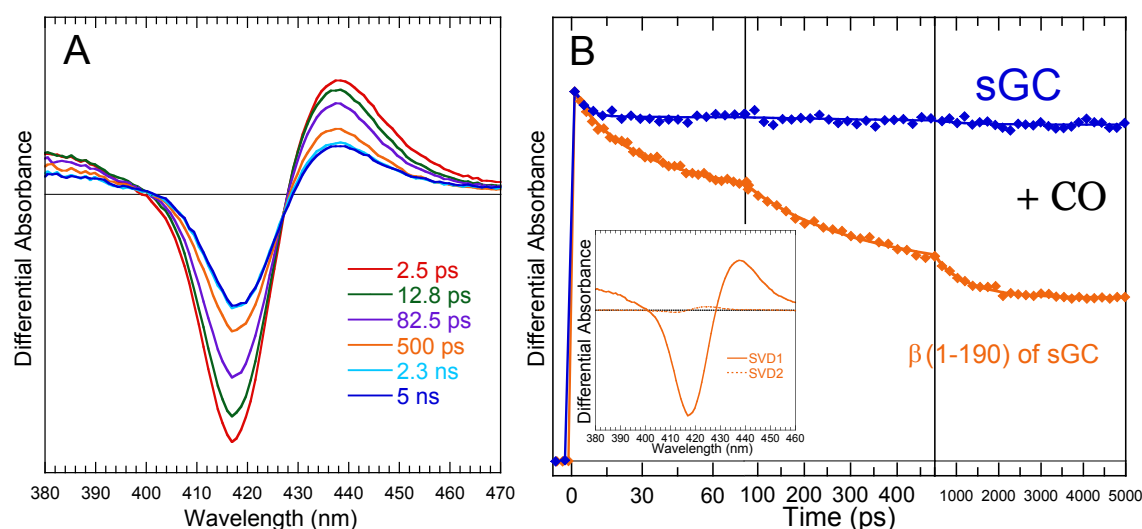 A
Differential Absorbance
2.5 ps
12.8 ps
82.5 ps
500 ps
2.3 ns
5 ns
380 390 400 410 420 430 440 450 460 470
Wavelength (nm)
B
Differential Absorbance
sGC
+ CO
β(1-190) of sGC
Differential Absorbance
SVD1
SVD2
380 390 400 410 420 430 440 450 460
Wavelength (nm)
0 30 60 100 200 300 400 1000 2000 3000 4000 5000
Time (ps)